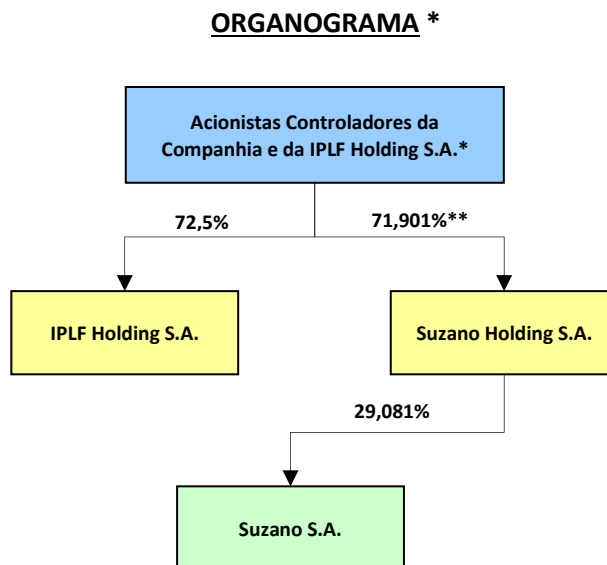 ORGANOGRAMA *
Acionistas Controladores da
Companhia e da IPLF Holding S.A.*
72,5%
71,901%**
IPLF Holding S.A.
Suzano Holding S.A.
29,081%
Suzano S.A.